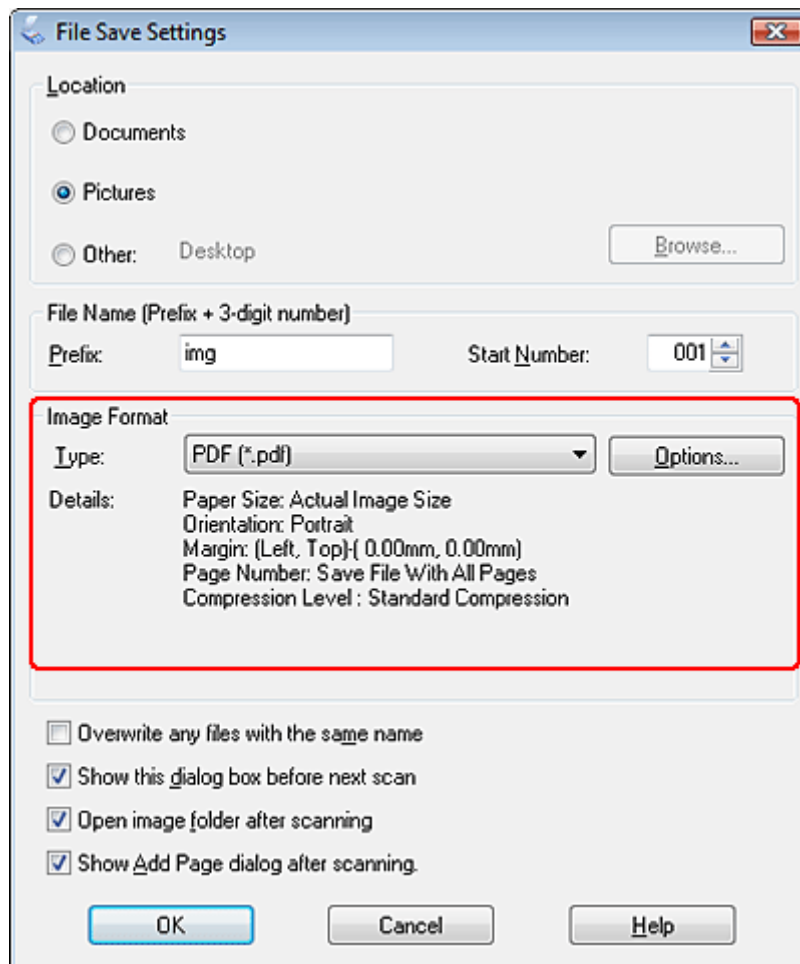 File Save Settings
Location
Documents
Pictures
Other: Desktop Browse...
File Name (Prefix + 3-digit number)
Prefix: img Start Number: 001
Image Format
Type: PDF (*.pdf) Options...
Details: Paper Size: Actual Image Size
Orientation: Portrait
Margin: (Left, Top)-( 0.00mm, 0.00mm)
Page Number: Save File With All Pages
Compression Level : Standard Compression
Overwrite any files with the same name
Show this dialog box before next scan
Open image folder after scanning
Show Add Page dialog after scanning.
OK Cancel Help